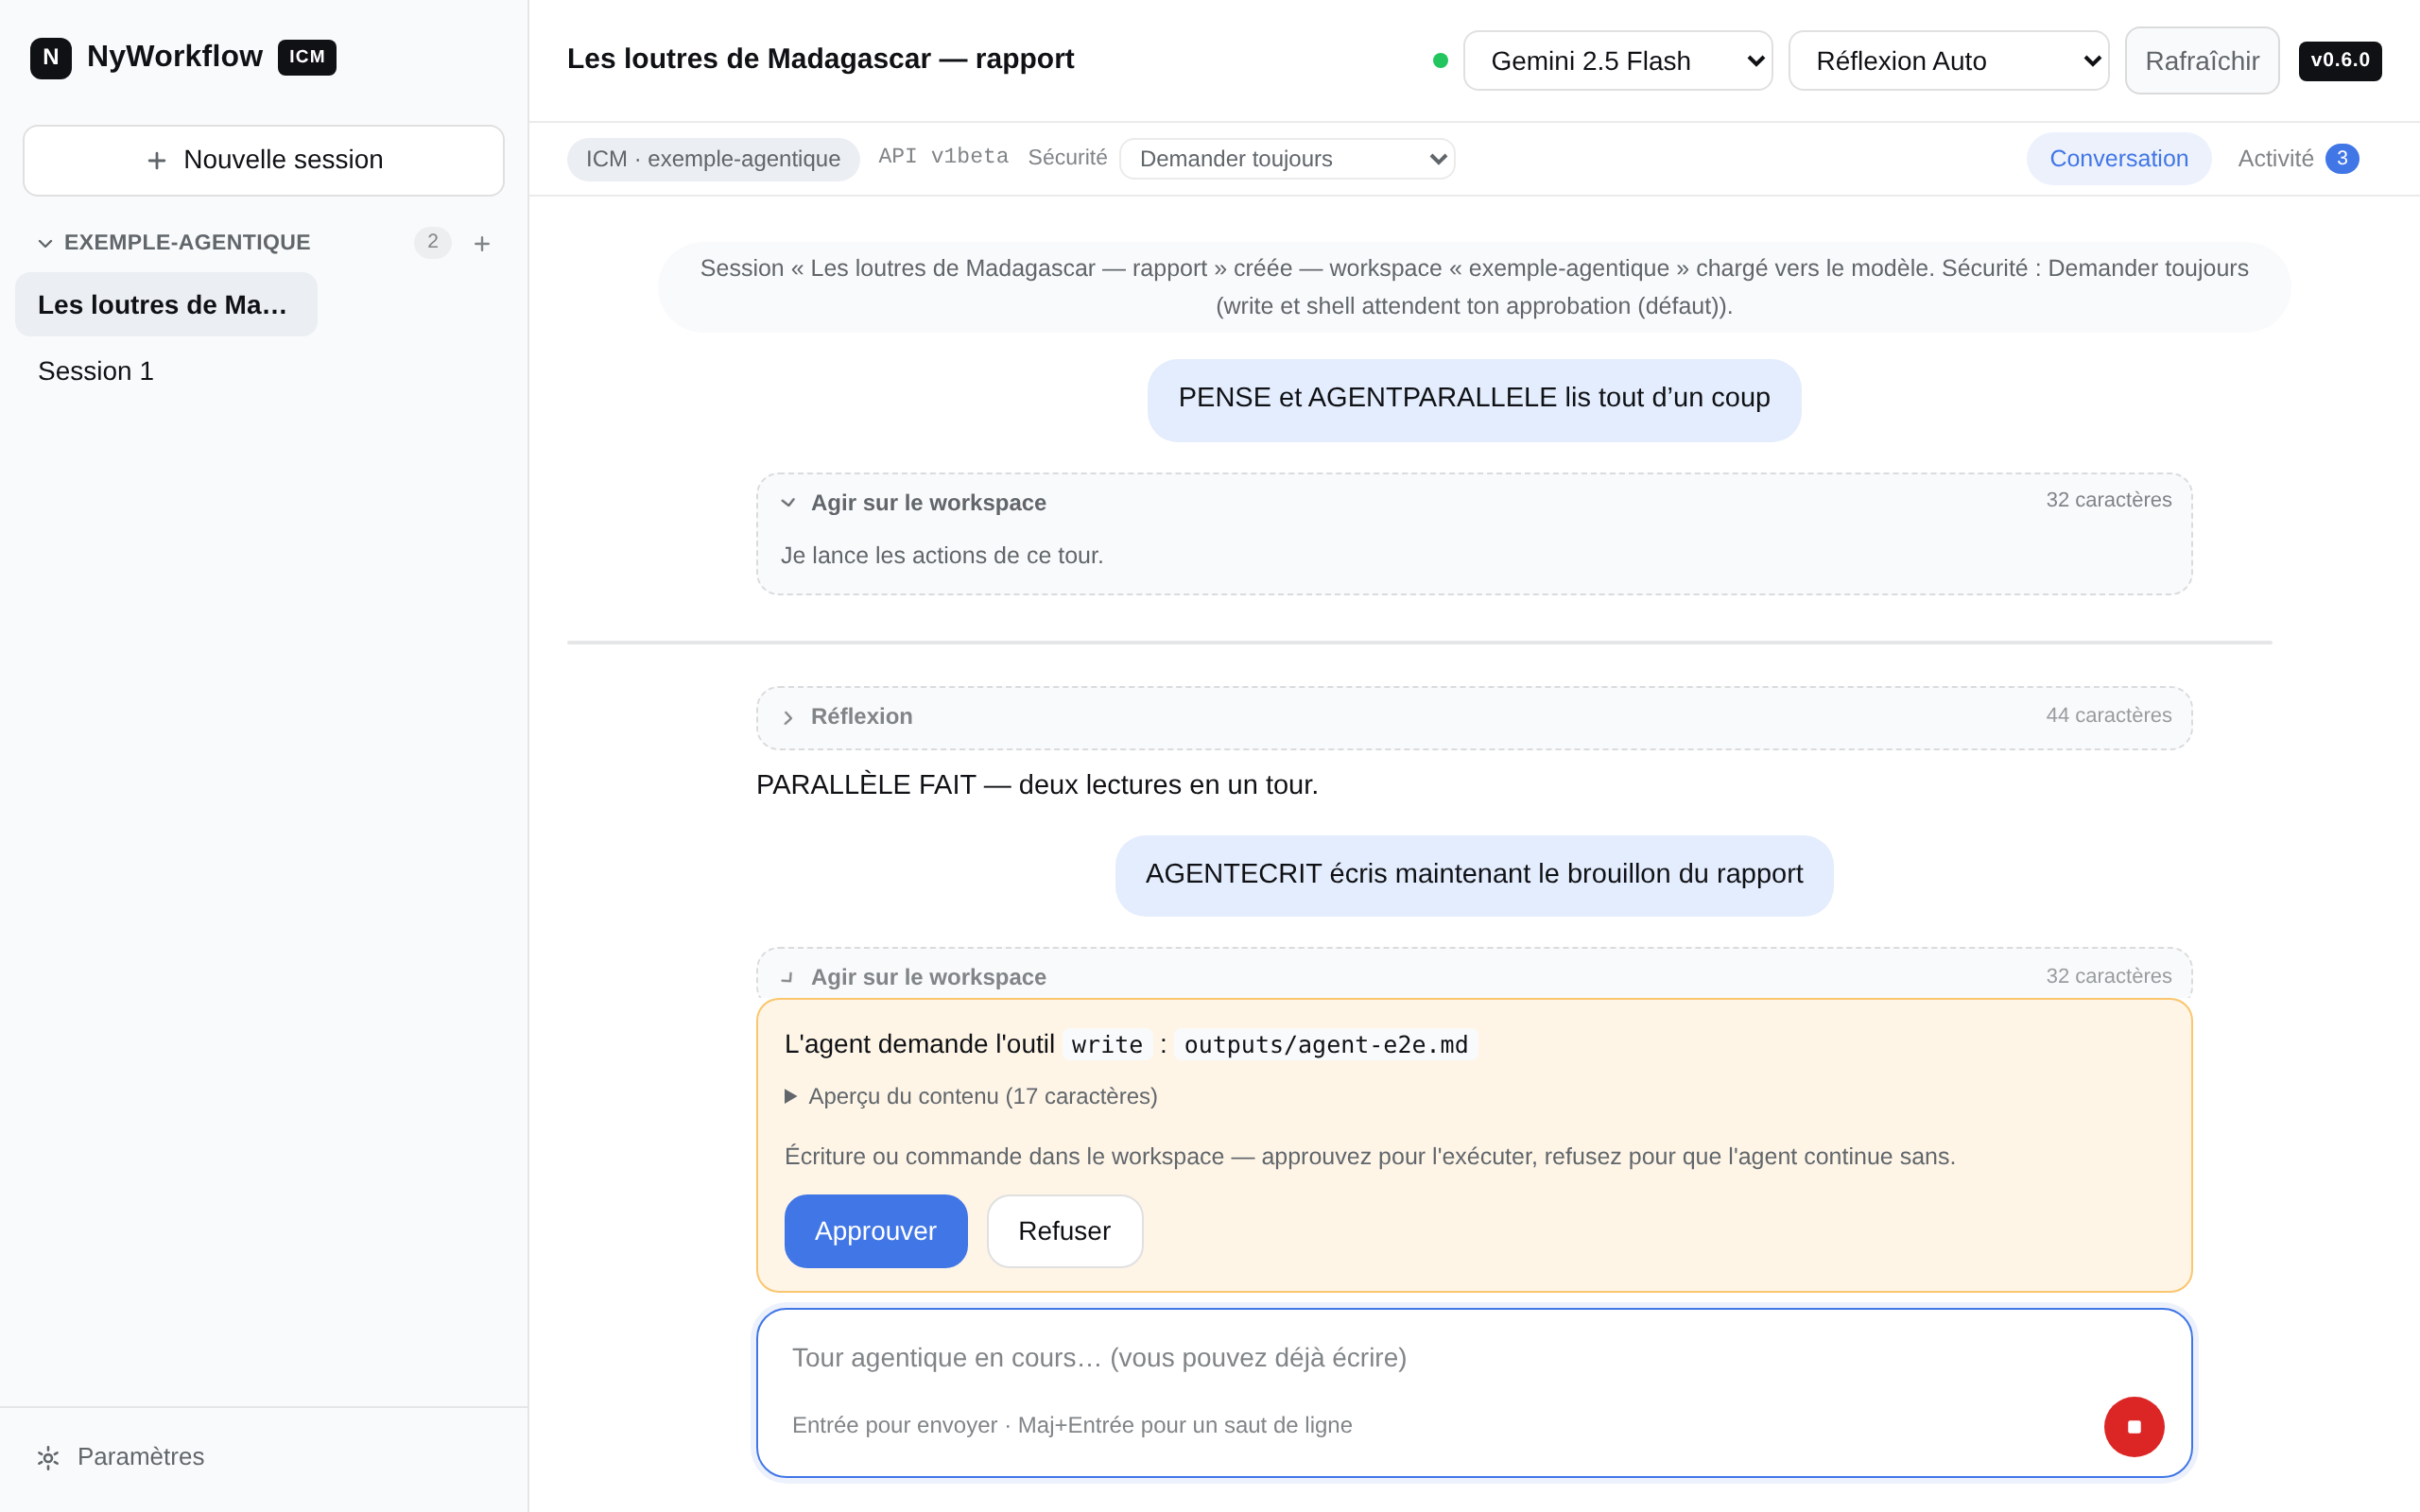 N NyWorkflow ICM
+ Nouvelle session
EXEMPLE-AGENTIQUE 2 +
Les loutres de Ma…
Session 1
Paramètres
Les loutres de Madagascar — rapport
Gemini 2.5 Flash
Réflexion Auto
Rafraîchir
v0.6.0
ICM · exemple-agentique
API v1beta
Sécurité
Demander toujours
Conversation
Activité 3
Session « Les loutres de Madagascar — rapport » créée — workspace « exemple-agentique » chargé vers le modèle. Sécurité : Demander toujours
(write et shell attendent ton approbation (défaut)).
PENSE et AGENTPARALLELE lis tout d’un coup
Agir sur le workspace 32 caractères
Je lance les actions de ce tour.
Réflexion 44 caractères
PARALLÈLE FAIT — deux lectures en un tour.
AGENTECRIT écris maintenant le brouillon du rapport
Agir sur le workspace 32 caractères
L'agent demande l'outil write : outputs/agent-e2e.md
Aperçu du contenu (17 caractères)
Écriture ou commande dans le workspace — approuvez pour l'exécuter, refusez pour que l'agent continue sans.
Approuver
Refuser
Tour agentique en cours… (vous pouvez déjà écrire)
Entrée pour envoyer · Maj+Entrée pour un saut de ligne